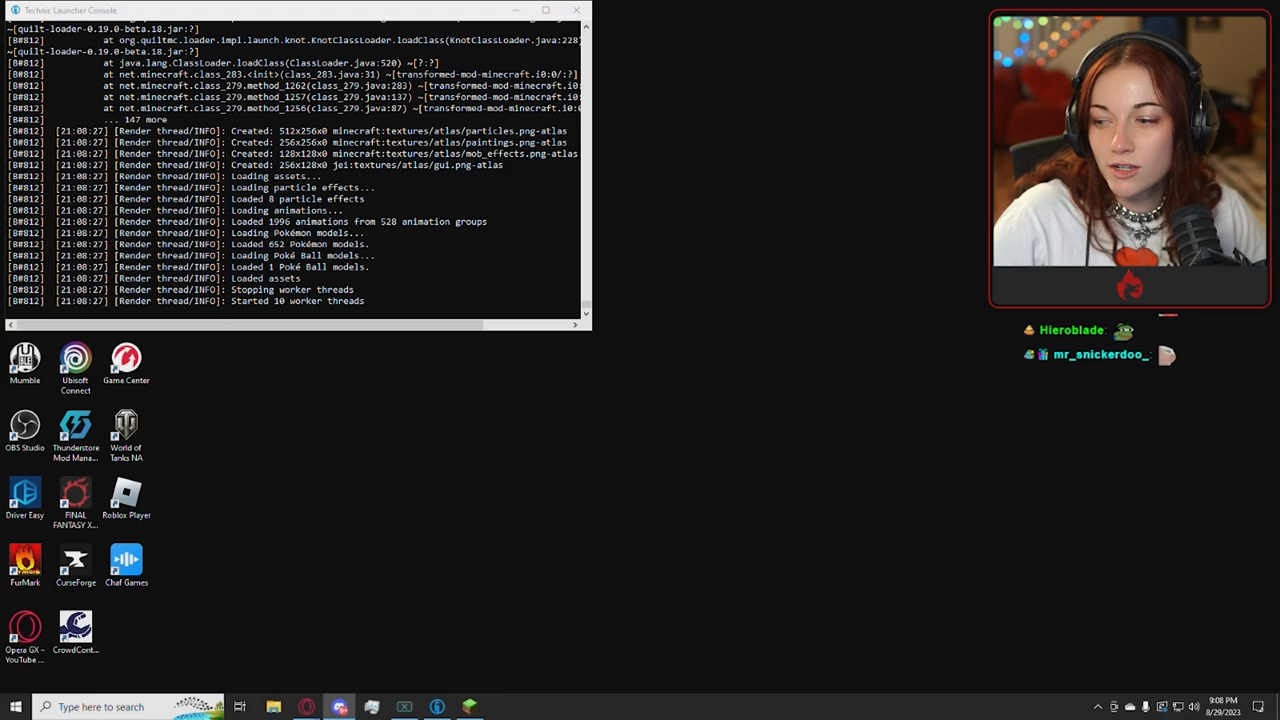 Technic Launcher Console
~[quilt-loader-0.19.0-beta.18.jar:?]
[B#812] at org.quiltmc.loader.impl.launch.knot.KnotClassLoader.loadClass(KnotClassLoader.java:228)
~[quilt-loader-0.19.0-beta.18.jar:?]
[B#812] at java.lang.ClassLoader.loadClass(ClassLoader.java:520) ~[?:?]
[B#812] at net.minecraft.class_283.<init>(class_283.java:31) ~[transformed-mod-minecraft.i0:0/:?]
[B#812] at net.minecraft.class_279.method_1262(class_279.java:283) ~[transformed-mod-minecraft.i0:
[B#812] at net.minecraft.class_279.method_1257(class_279.java:137) ~[transformed-mod-minecraft.i0:
[B#812] at net.minecraft.class_279.method_1256(class_279.java:87) ~[transformed-mod-minecraft.i0:0
[B#812] ... 147 more
[B#812] [21:08:27] [Render thread/INFO]: Created: 512x256x0 minecraft:textures/atlas/particles.png-atlas
[B#812] [21:08:27] [Render thread/INFO]: Created: 256x256x0 minecraft:textures/atlas/paintings.png-atlas
[B#812] [21:08:27] [Render thread/INFO]: Created: 128x128x0 minecraft:textures/atlas/mob_effects.png-atlas
[B#812] [21:08:27] [Render thread/INFO]: Created: 256x128x0 jei:textures/atlas/gui.png-atlas
[B#812] [21:08:27] [Render thread/INFO]: Loading assets...
[B#812] [21:08:27] [Render thread/INFO]: Loading particle effects...
[B#812] [21:08:27] [Render thread/INFO]: Loaded 8 particle effects
[B#812] [21:08:27] [Render thread/INFO]: Loading animations...
[B#812] [21:08:27] [Render thread/INFO]: Loaded 1996 animations from 528 animation groups
[B#812] [21:08:27] [Render thread/INFO]: Loading Pokémon models...
[B#812] [21:08:27] [Render thread/INFO]: Loaded 652 Pokémon models.
[B#812] [21:08:27] [Render thread/INFO]: Loading Poké Ball models...
[B#812] [21:08:27] [Render thread/INFO]: Loaded 1 Poké Ball models.
[B#812] [21:08:27] [Render thread/INFO]: Loaded assets
[B#812] [21:08:27] [Render thread/INFO]: Stopping worker threads
[B#812] [21:08:27] [Render thread/INFO]: Started 10 worker threads
Hieroblade:
mr_snickerdoo_:
Mumble
Ubisoft
Connect
Game Center
OBS Studio
Thunderstore
Mod Mana...
World of
Tanks NA
Driver Easy
FINAL
FANTASY X...
Roblox Player
FurMark
CurseForge
Chaf Games
Opera GX –
YouTube ...
CrowdCont...
Type here to search
9:08 PM
8/29/2023